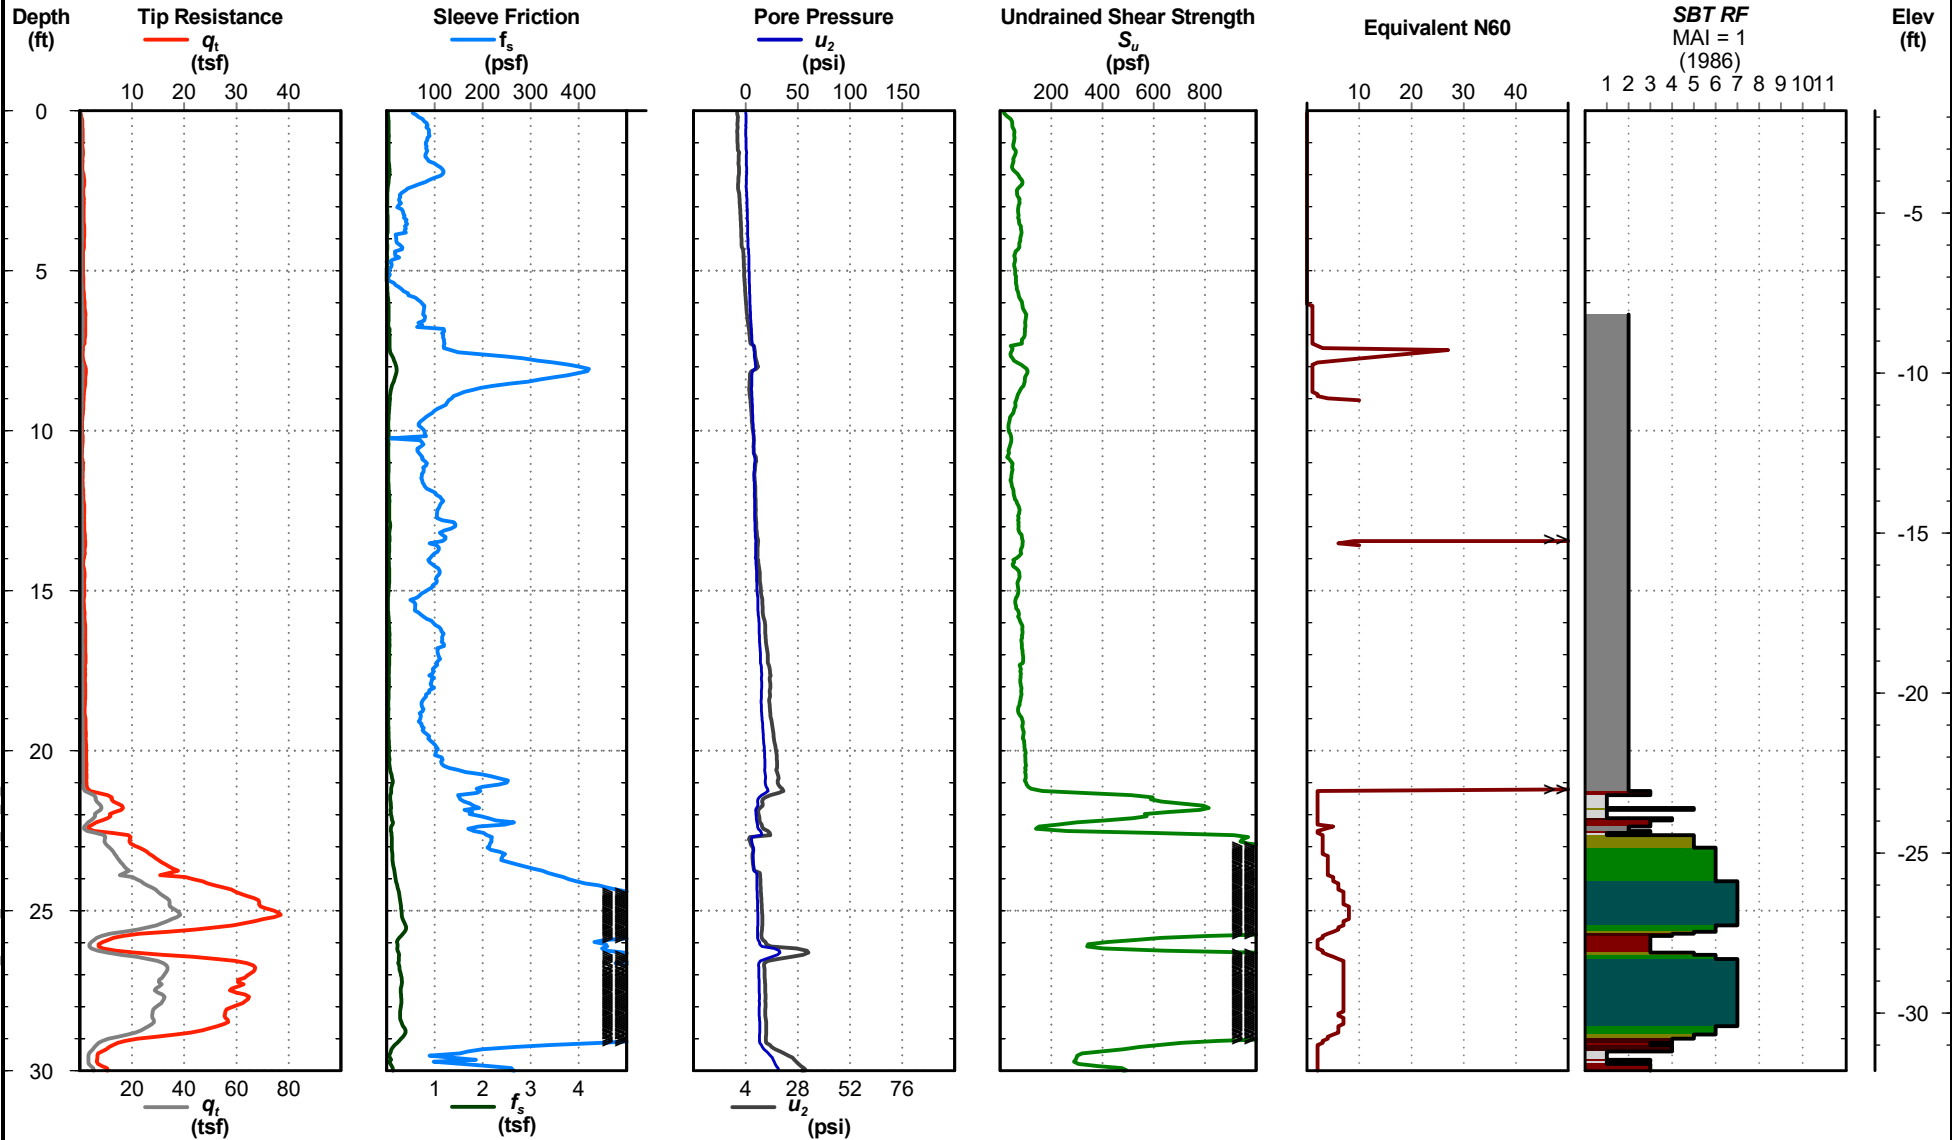 Depth Tip Resistance Sleeve Friction Pore Pressure Undrained Shear Strength Equivalent N60 SBT RF Elev
(ft) qt fs u2 Su MAI = 1 (ft)
(tsf) (psf) (psi) (psf) (1986)
10 20 30 40 100 200 300 400 0 50 100 150 200 400 600 800 10 20 30 40 1 2 3 4 5 6 7 8 9 10 11
0
-5
5
-10
10
-15
15
-20
20
-25
25
-30
30
20 40 60 80 1 2 3 4 4 28 52 76
qt fs u2
(tsf) (tsf) (psi)